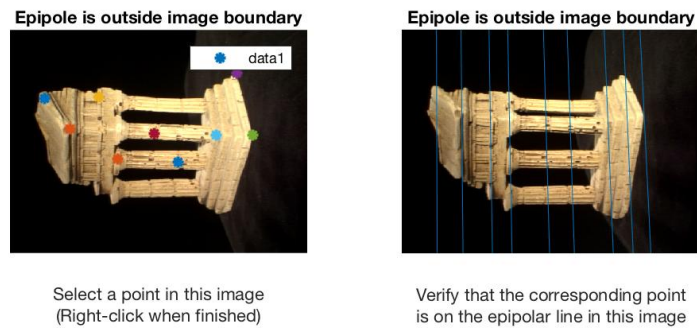 Epipole is outside image boundary
data1
Select a point in this image
(Right-click when finished)
Epipole is outside image boundary
Verify that the corresponding point
is on the epipolar line in this image